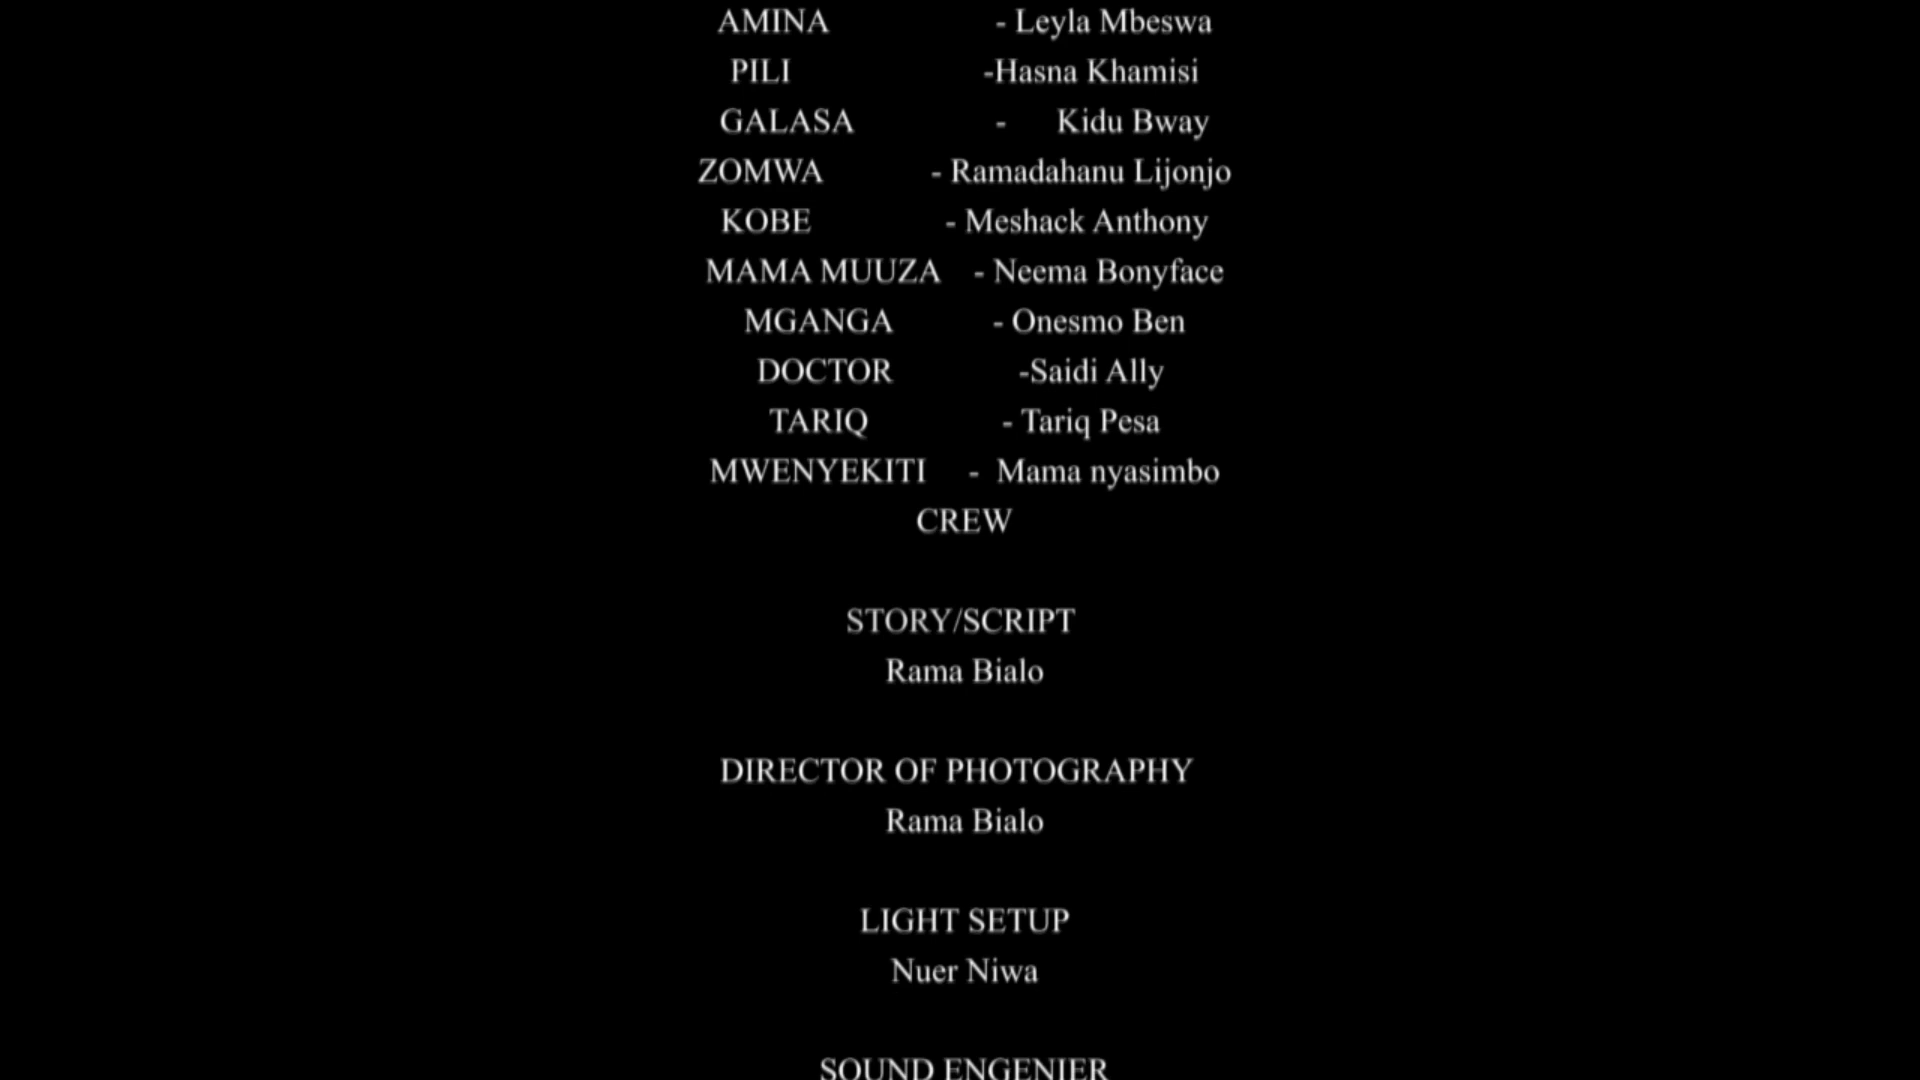 AMINA - Leyla Mbeswa
PILI -Hasna Khamisi
GALASA - Kidu Bway
ZOMWA - Ramadahanu Lijonjo
KOBE - Meshack Anthony
MAMA MUUZA - Neema Bonyface
MGANGA - Onesmo Ben
DOCTOR -Saidi Ally
TARIQ - Tariq Pesa
MWENYEKITI - Mama nyasimbo
CREW
STORY/SCRIPT
Rama Bialo
DIRECTOR OF PHOTOGRAPHY
Rama Bialo
LIGHT SETUP
Nuer Niwa
SOUND ENGENIER